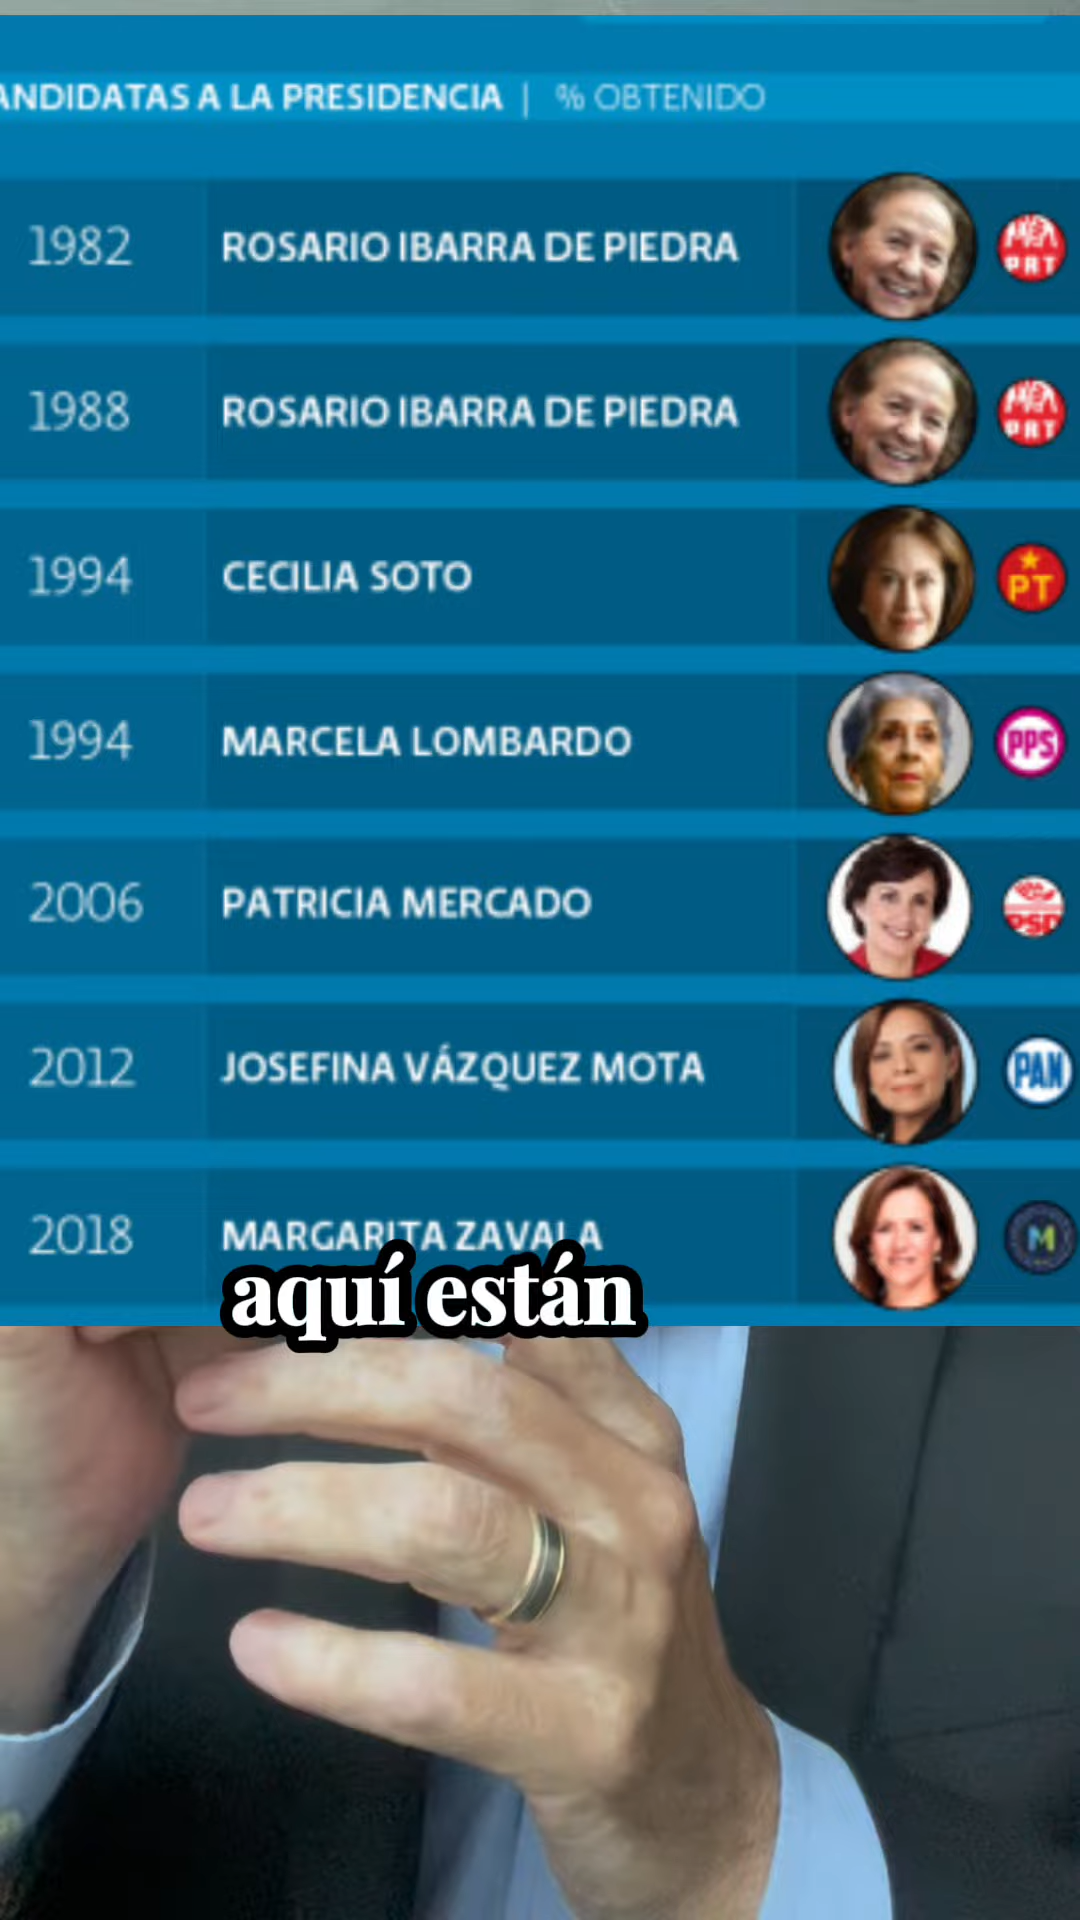 ANDIDATAS A LA PRESIDENCIA | % OBTENIDO
1982 ROSARIO IBARRA DE PIEDRA PRT
1988 ROSARIO IBARRA DE PIEDRA PRT
1994 CECILIA SOTO PT
1994 MARCELA LOMBARDO PPS
2006 PATRICIA MERCADO PSD
2012 JOSEFINA VÁZQUEZ MOTA PAN
2018 MARGARITA ZAVALA M
aquí están